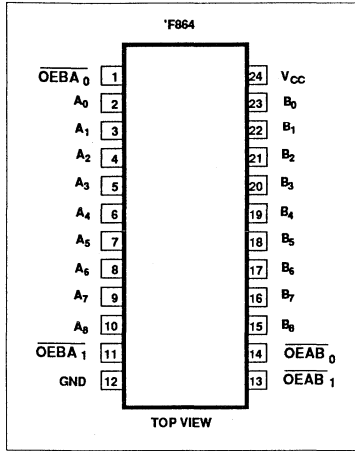 'F864
OEBA0 1 24 VCC
A0 2 23 B0
A1 3 22 B1
A2 4 21 B2
A3 5 20 B3
A4 6 19 B4
A5 7 18 B5
A6 8 17 B6
A7 9 16 B7
A8 10 15 B8
OEBA1 11 14 OEAB0
GND 12 13 OEAB1
TOP VIEW